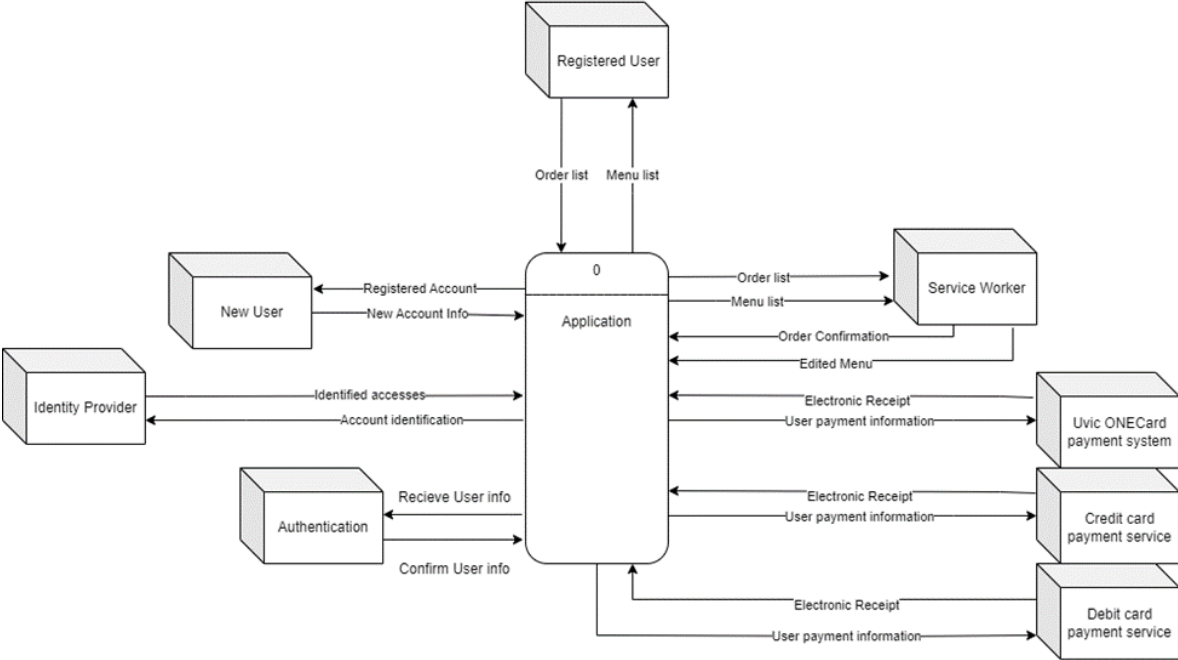 Registered User
Order list
Menu list
0
Application
New User
Registered Account
New Account Info
Order list
Menu list
Service Worker
Order Confirmation
Edited Menu
Identity Provider
Identified accesses
Account identification
Electronic Receipt
User payment information
Uvic ONECard
payment system
Authentication
Recieve User info
Confirm User info
Electronic Receipt
User payment information
Credit card
payment service
Electronic Receipt
User payment information
Debit card
payment service